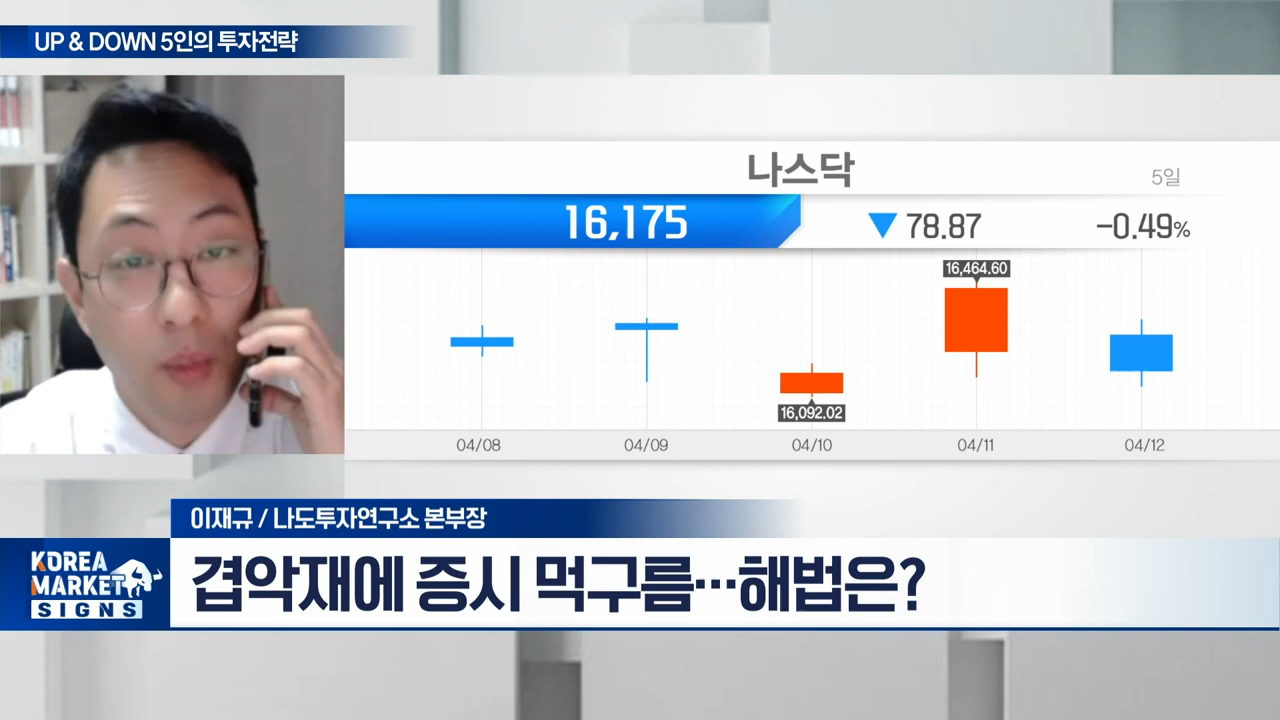 UP & DOWN 5인의 투자전략
나스닥
5일
16,175 ▼ 78.87 -0.49%
16,464.60
16,092.02
04/08 04/09 04/10 04/11 04/12
이재규 / 나도투자연구소 본부장
KOREA
MARKET
SIGNS
겹악재에 증시 먹구름…해법은?